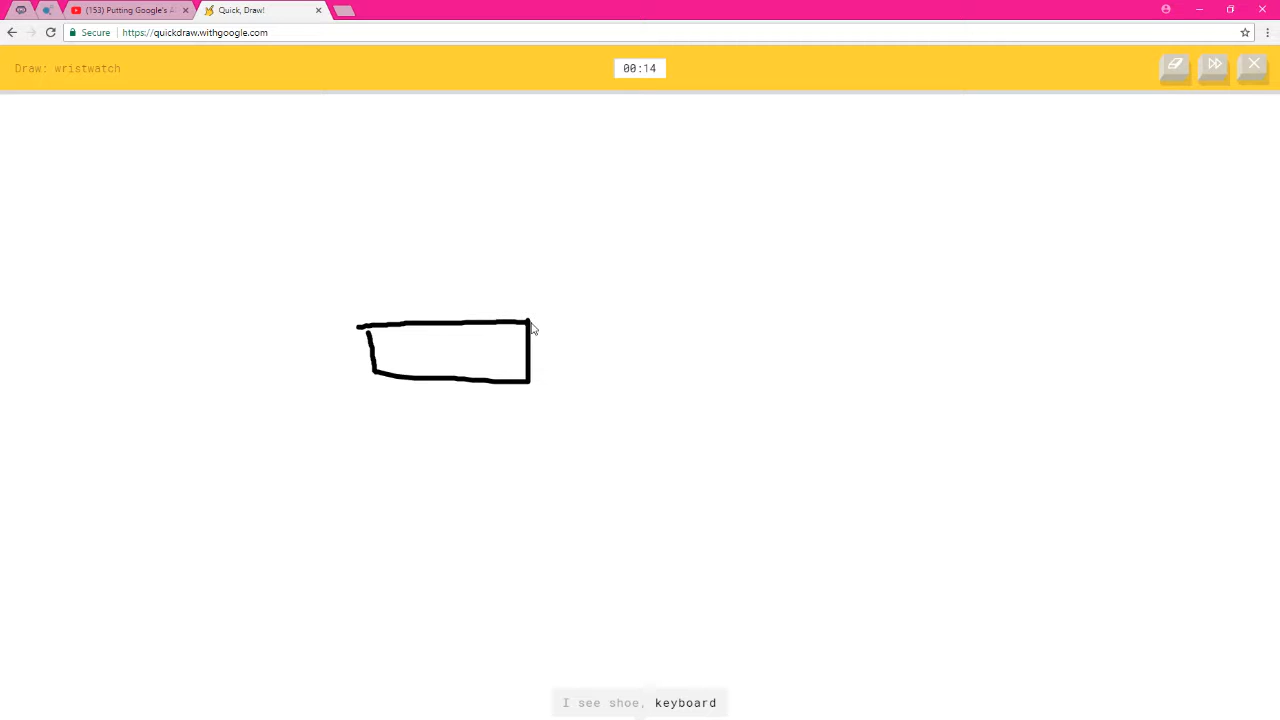 (153) Putting Google's A
Quick, Draw!
Secure
https://quickdraw.withgoogle.com
Draw: wristwatch
00:14
I see shoe, keyboard